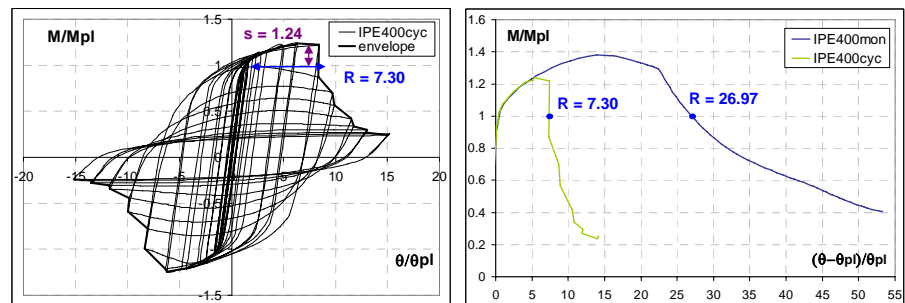 1.5
M/Mpl
IPE400cyc
envelope
s = 1.24
1
R = 7.30
0.5
0
-20 -15 -10 -5 0 5 10 15 20
-0.5
-1
θ/θpl
-1.5
1.6
M/Mpl
IPE400mon
IPE400cyc
1.4
1.2
R = 7.30
R = 26.97
1
0.8
0.6
0.4
0.2
(θ-θpl)/θpl
0
0 5 10 15 20 25 30 35 40 45 50 55